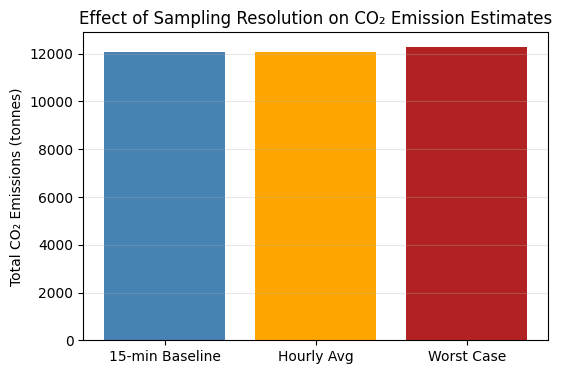 Effect of Sampling Resolution on CO₂ Emission Estimates
Total CO₂ Emissions (tonnes)
12000
10000
8000
6000
4000
2000
0
15-min Baseline
Hourly Avg
Worst Case